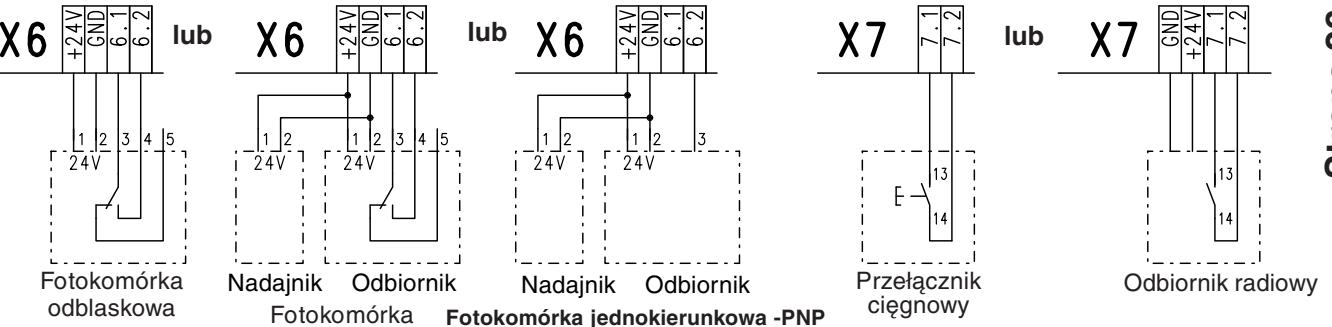 X6 +24V GND 6.1 6.2 lub X6 +24V GND 6.1 6.2 lub X6 +24V GND 6.1 6.2 X7 7.1 7.2 lub X7 GND +24V 7.1 7.2
1 2 3 4 5 1 2 1 2 3 4 5 1 2 1 2 3
24V 24V 24V 24V 24V
13 13
14 14
Fotokomórka
odblaskowa
Nadajnik Odbiornik
Fotokomórka
Nadajnik Odbiornik
Fotokomórka jednokierunkowa -PNP
Przełącznik
cięgnowy
Odbiornik radiowy